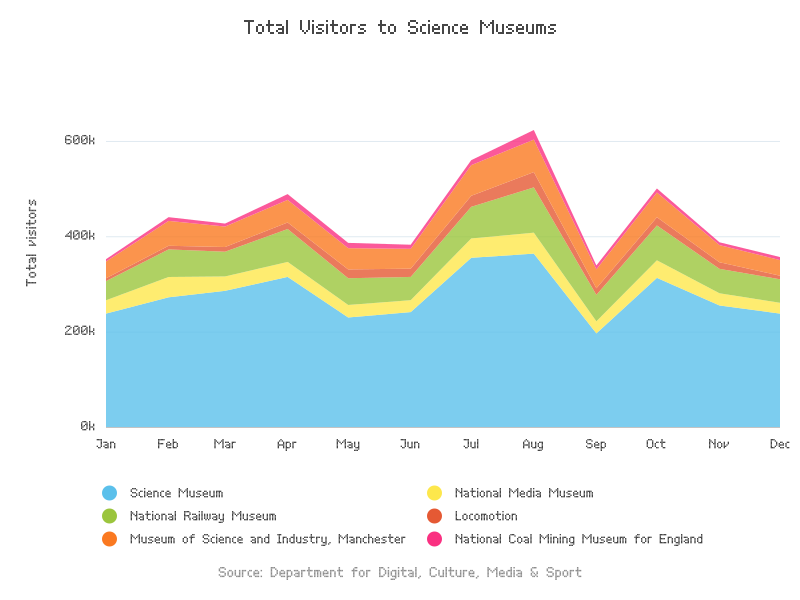 Total Visitors to Science Museums
Total visitors
600k
400k
200k
0k
Jan Feb Mar Apr May Jun Jul Aug Sep Oct Nov Dec
Science Museum
National Media Museum
National Railway Museum
Locomotion
Museum of Science and Industry, Manchester
National Coal Mining Museum for England
Source: Department for Digital, Culture, Media & Sport